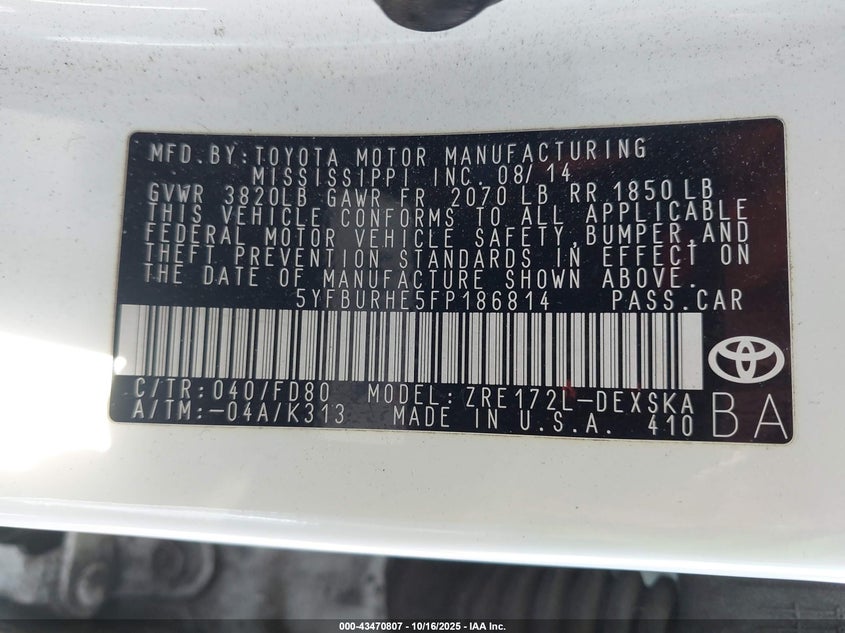 MFD.BY:TOYOTA MOTOR MANUFACTURING
MISSISSIPPI INC. 08/14
GVWR 3820LB GAWR FR 2070 LB RR 1850 LB
THIS VEHICLE CONFORMS TO ALL APPLICABLE
FEDERAL MOTOR VEHICLE SAFETY,BUMPER,AND
THEFT PREVENTION STANDARDS IN EFFECT ON
THE DATE OF MANUFACTURE SHOWN ABOVE.
5YFBURHE5FP186814 PASS.CAR
C/TR:040/FD80 MODEL:ZRE172L-DEXSKA
A/TM:-04A/K313 MADE IN U.S.A. 410
BA
000-43470807 - 10/16/2025 - IAA Inc.